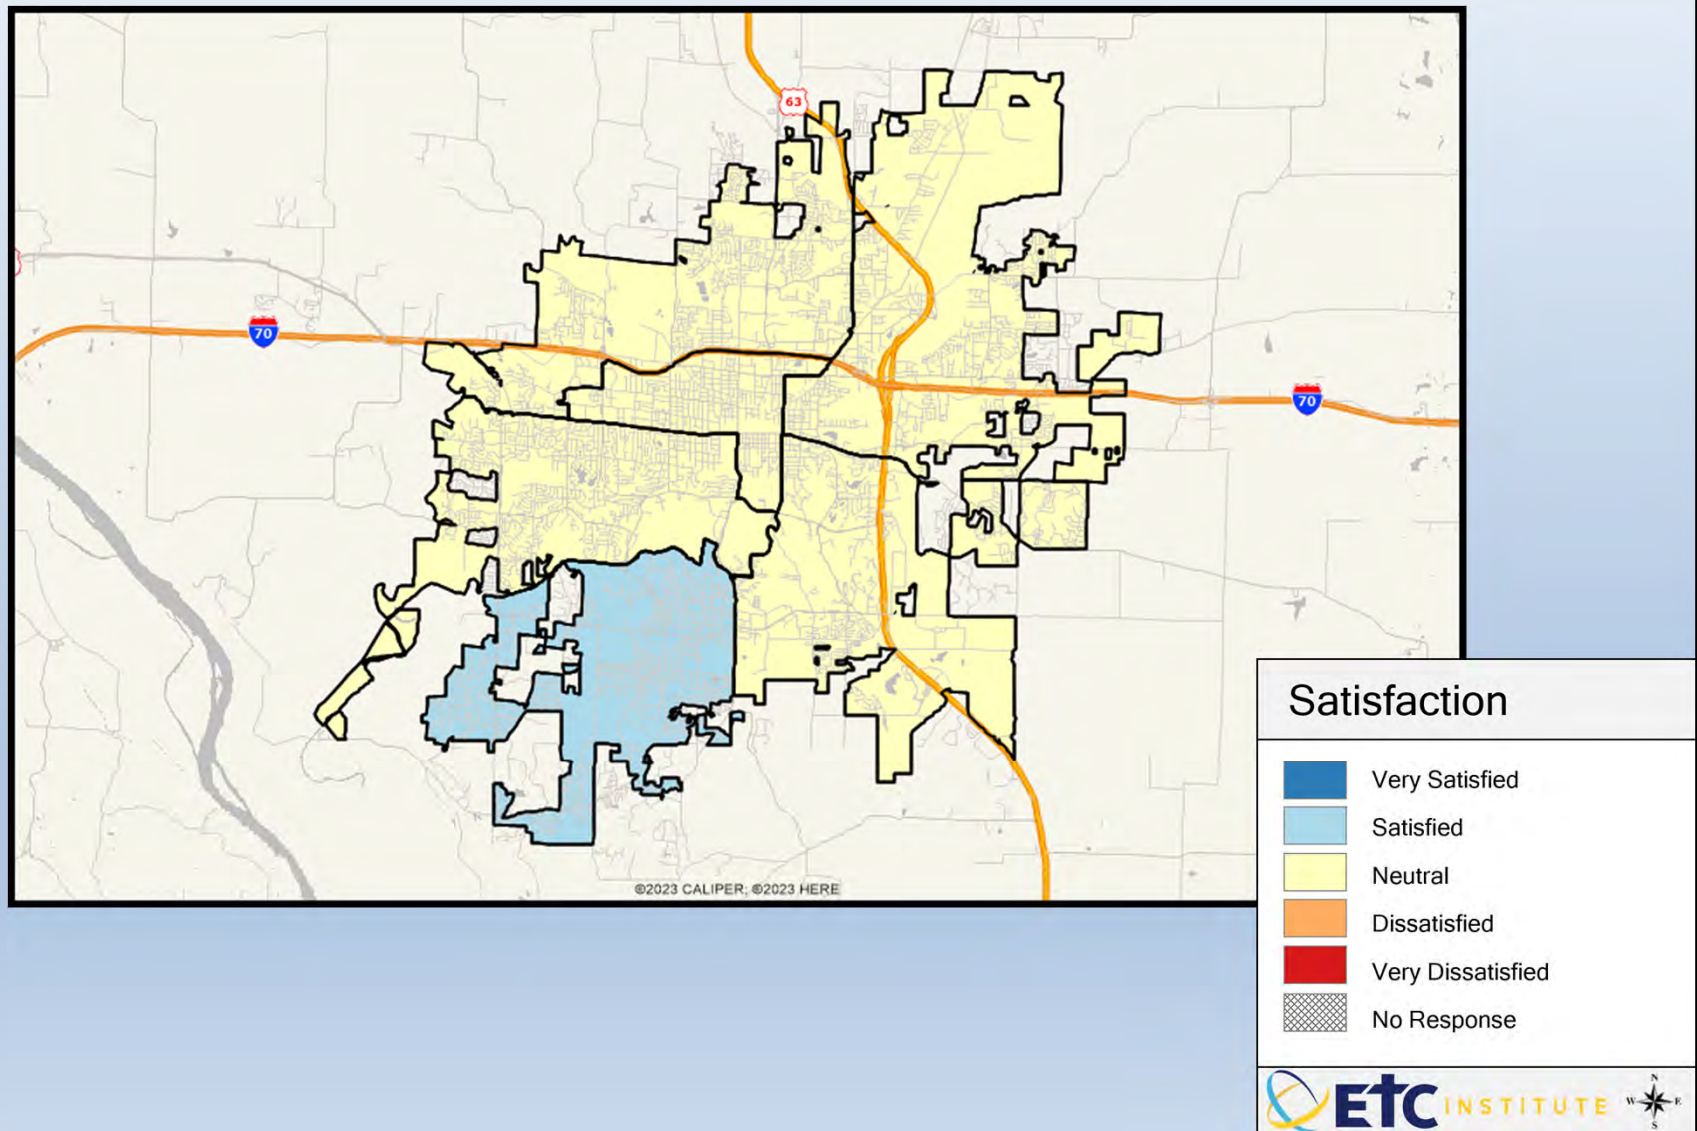 63
70
70
©2023 CALIPER; ©2023 HERE
Satisfaction
Very Satisfied
Satisfied
Neutral
Dissatisfied
Very Dissatisfied
No Response
ETC INSTITUTE
N
W E
S